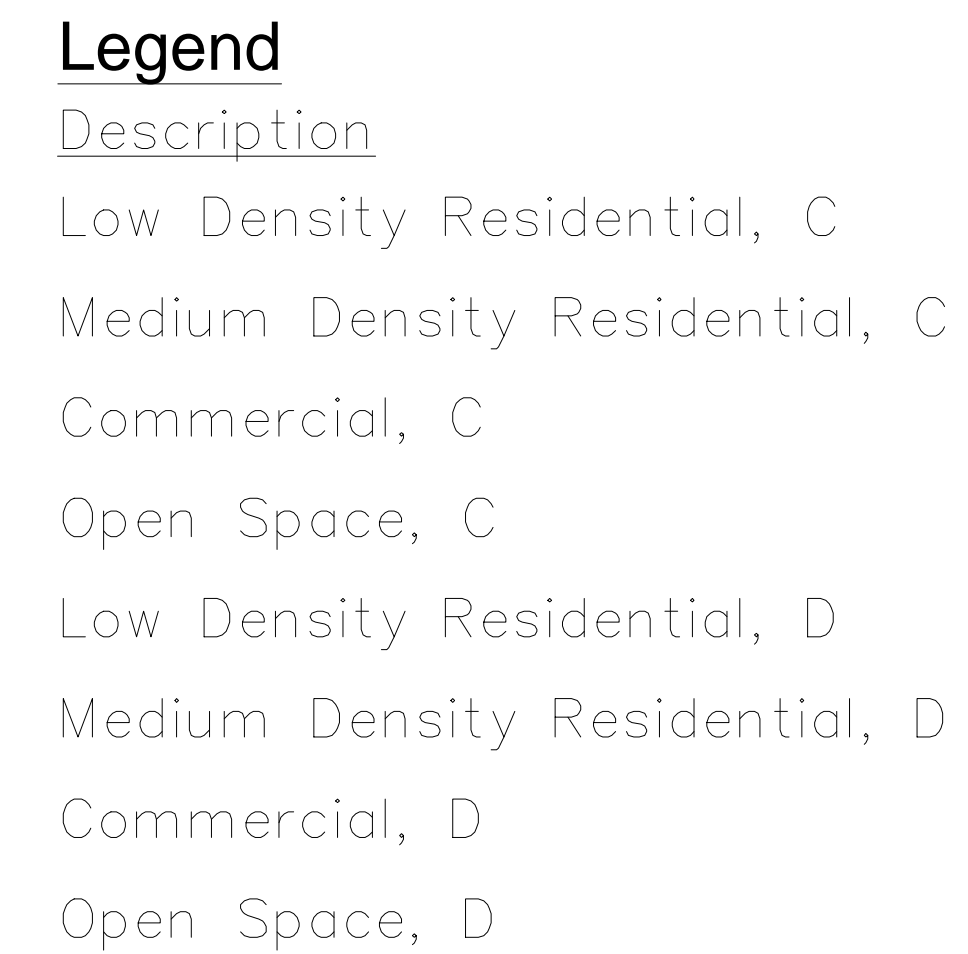 Legend
Description
Low Density Residential, C
Medium Density Residential, C
Commercial, C
Open Space, C
Low Density Residential, D
Medium Density Residential, D
Commercial, D
Open Space, D